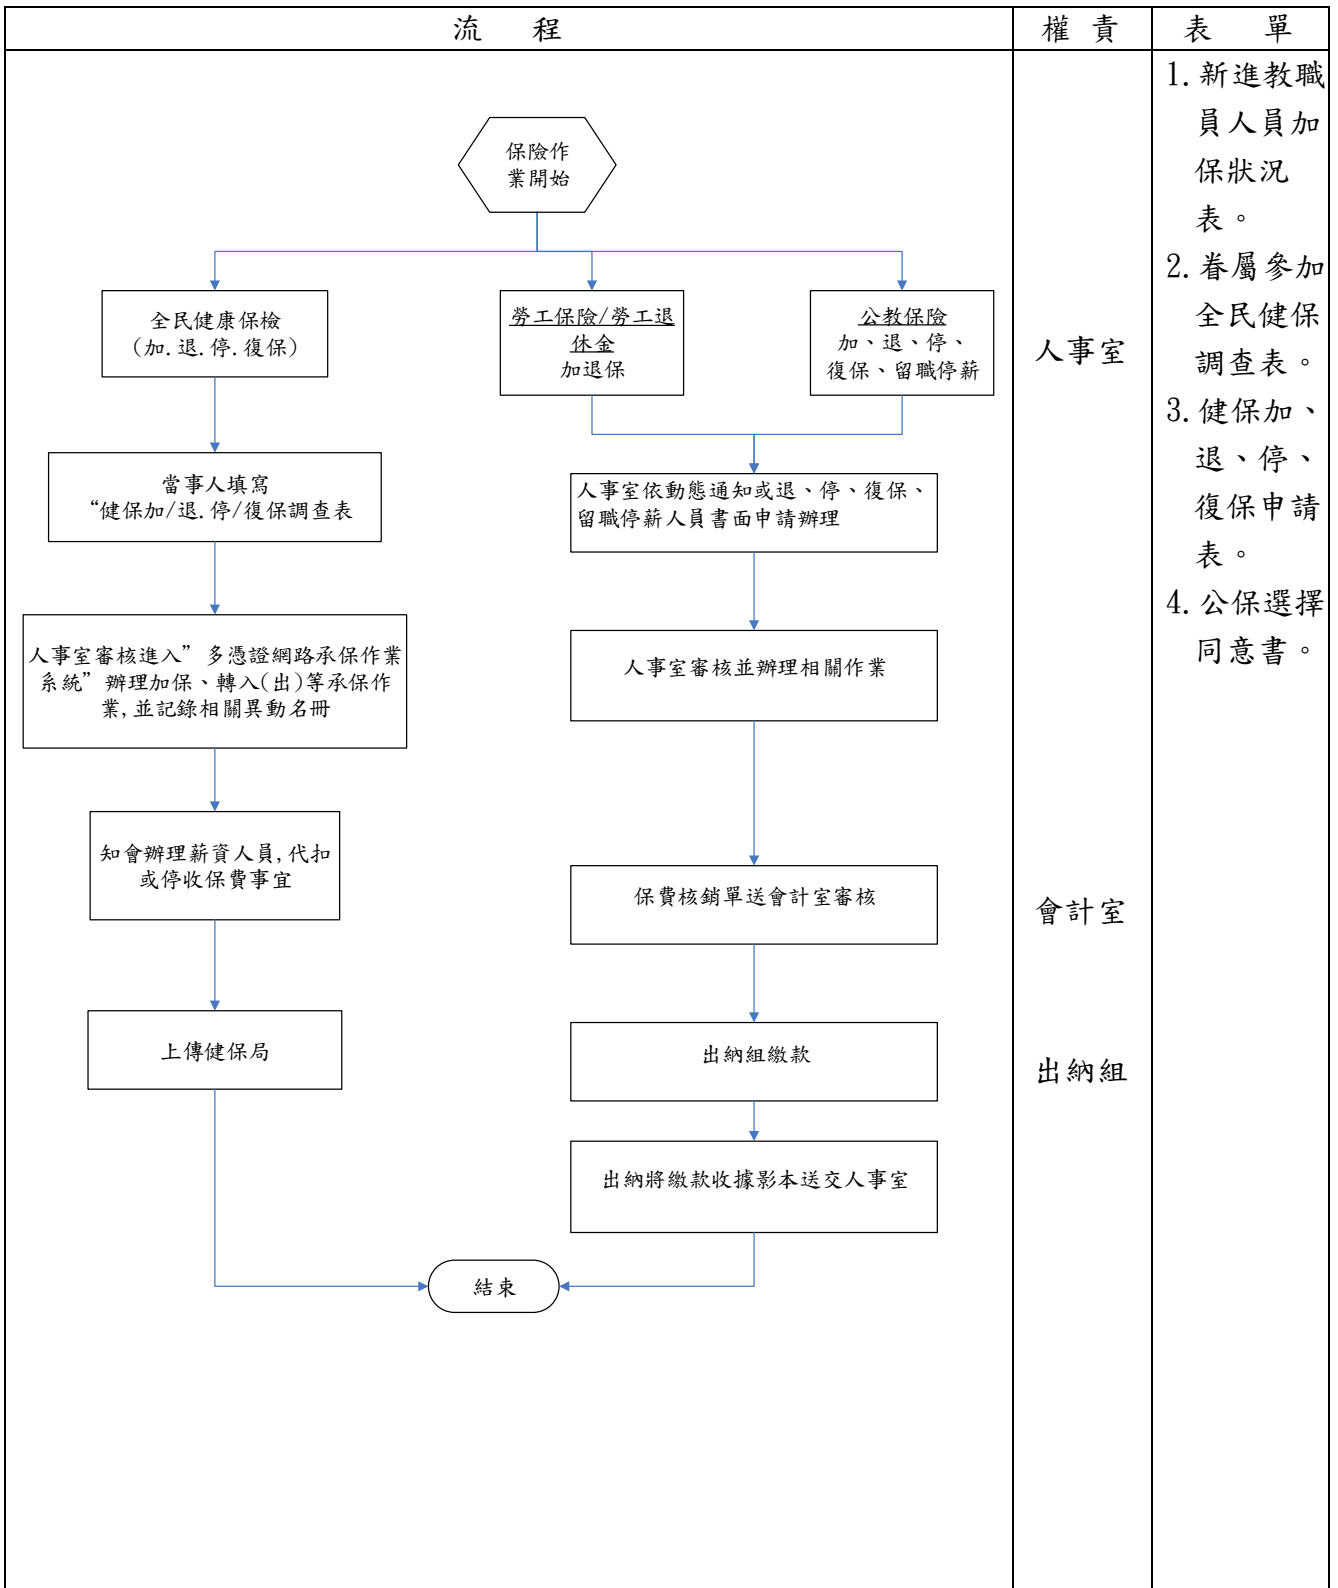 流 程
權 責
表 單
保險作
業開始
全民健康保檢
(加.退.停.復保)
勞工保險/勞工退
休金
加退保
公教保險
加、退、停、
復保、留職停薪
當事人填寫
“健保加/退.停/復保調查表
人事室依動態通知或退、停、復保、
留職停薪人員書面申請辦理
人事室審核進入”多憑證網路承保作業
系統”辦理加保、轉入(出)等承保作
業,並記錄相關異動名冊
人事室審核並辦理相關作業
知會辦理薪資人員,代扣
或停收保費事宜
保費核銷單送會計室審核
上傳健保局
出納組繳款
出納將繳款收據影本送交人事室
結束
人事室
會計室
出納組
1.新進教職
員人員加
保狀況
表。
2.眷屬參加
全民健保
調查表。
3.健保加、
退、停、
復保申請
表。
4.公保選擇
同意書。